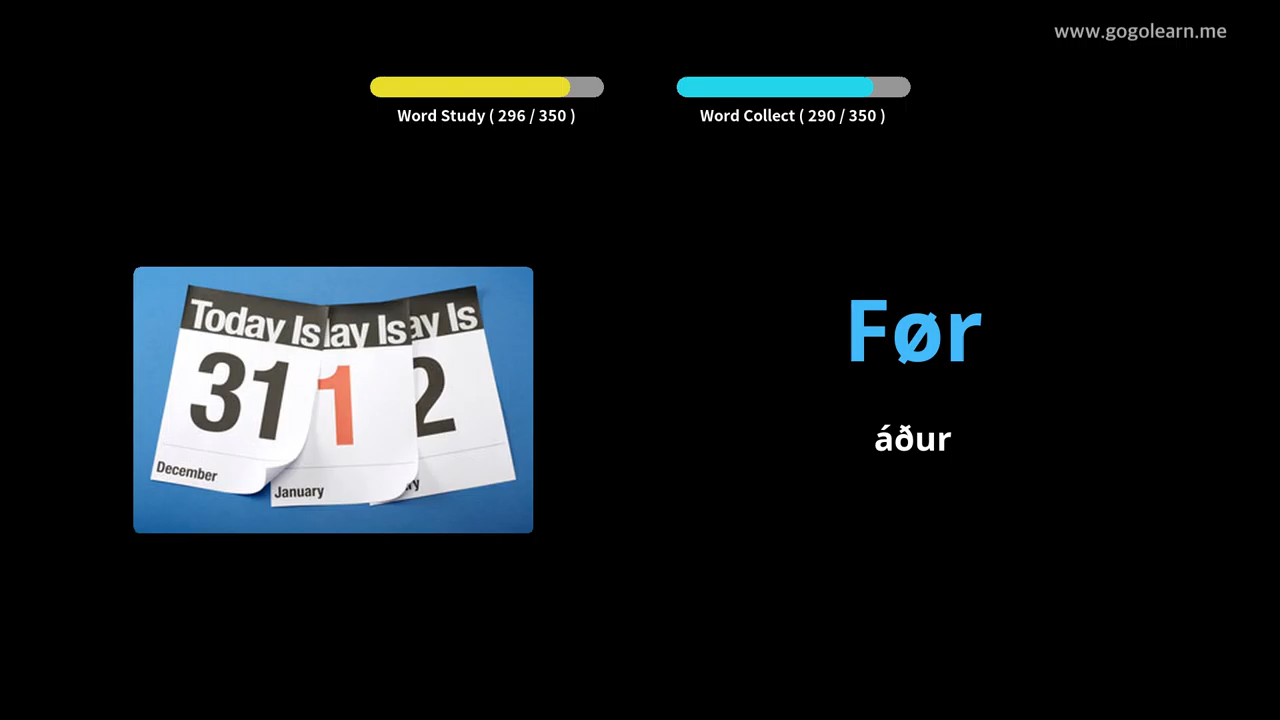 www.gogolearn.me
Word Study ( 296 / 350 )
Word Collect ( 290 / 350 )
Today Is
ay Is
ay Is
31
1
2
December
January
ry
Før
áður